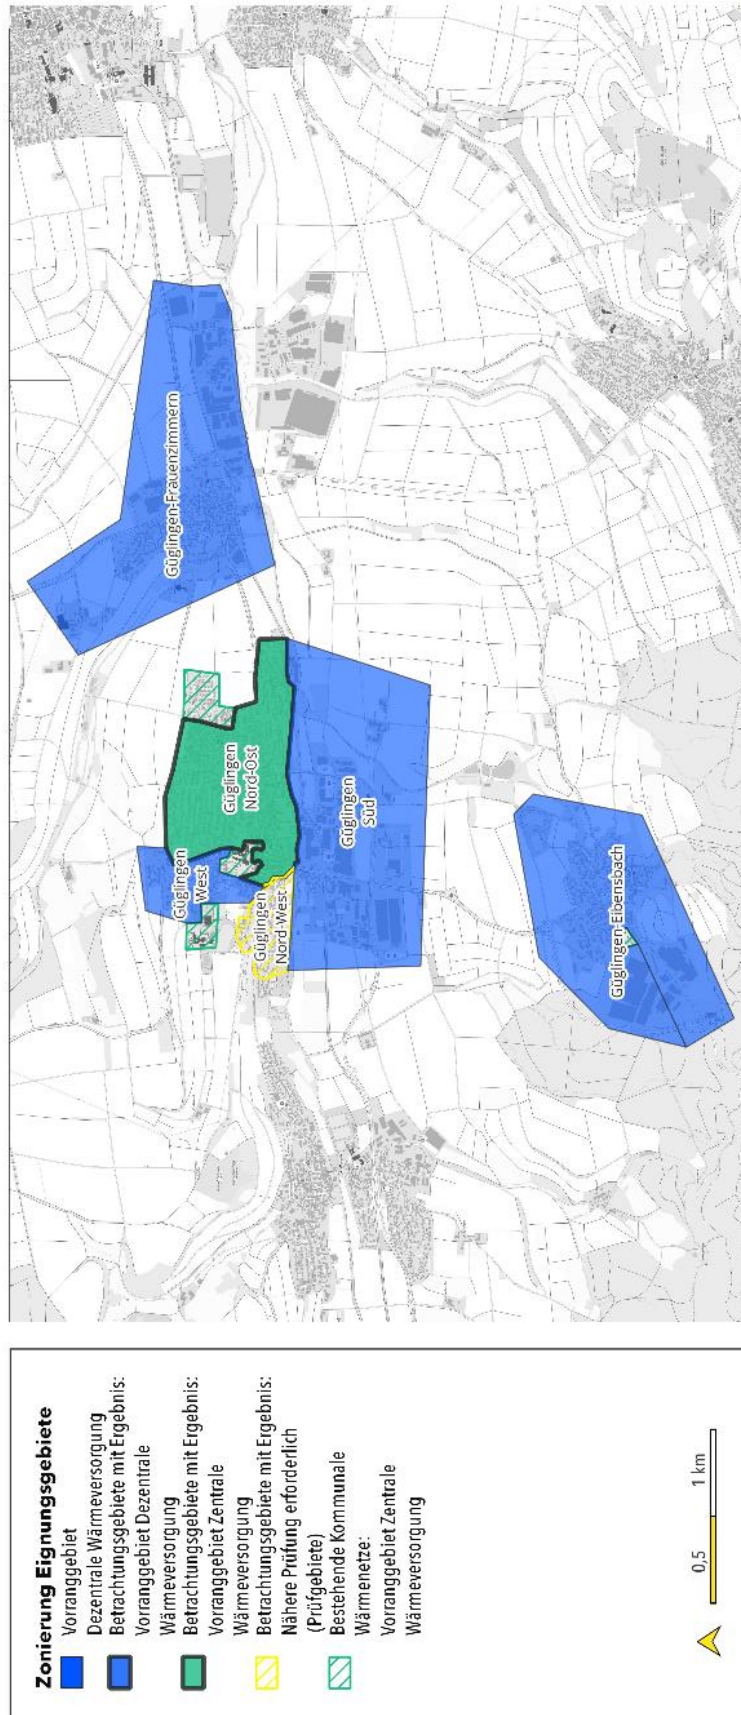 Zonierung Eignungsgebiete
Vorranggebiet
Dezentrale Wärmeversorgung
Betrachtungsgebiete mit Ergebnis:
Vorranggebiet Dezentrale
Wärmeversorgung
Betrachtungsgebiete mit Ergebnis:
Vorranggebiet Zentrale
Wärmeversorgung
Betrachtungsgebiete mit Ergebnis:
Nähere Prüfung erforderlich
(Prüfgebiete)
Bestehende Kommunale
Wärmenetze:
Vorranggebiet Zentrale
Wärmeversorgung
0,5
1 km
Güglingen-Frauenzimmern
Güglingen
West
Güglingen
Nord-Ost
Güglingen
Nord-West
Güglingen
Süd
Güglingen-Eibensbach